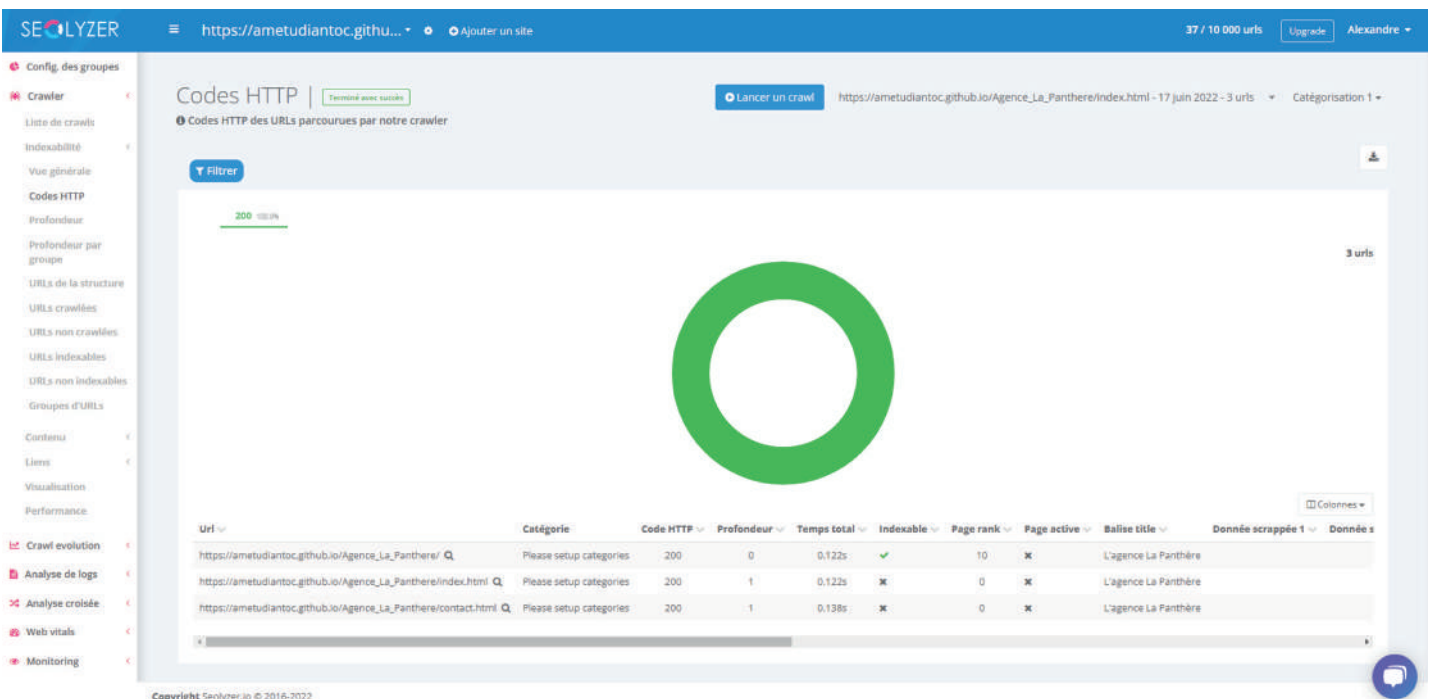 SEOLYZER
https://ametudiantoc.githu...
Ajouter un site
37 / 10 000 urls
Upgrade
Alexandre
Config. des groupes
Crawler
Liste de crawls
Indexabilité
Vue générale
Codes HTTP
Profondeur
Profondeur par
groupe
URLs de la structure
URLs crawlées
URLs non crawlées
URLs indexables
URLs non indexables
Groupes d'URLs
Contenu
Liens
Visualisation
Performance
Crawl evolution
Analyse de logs
Analyse croisée
Web vitals
Monitoring
Codes HTTP | Terminé avec succès
Codes HTTP des URLs parcourues par notre crawler
Lancer un crawl
https://ametudiantoc.github.io/Agence_La_Panthere/index.html - 17 juin 2022 - 3 urls
Catégorisation 1
Filtrer
200 100.0%
3 urls
Colonnes
Url Catégorie Code HTTP Profondeur Temps total Indexable Page rank Page active Balise title Donnée scrappée 1 Donnée s
https://ametudiantoc.github.io/Agence_La_Panthere/ Please setup categories 200 0 0.122s 10 L'agence La Panthère
https://ametudiantoc.github.io/Agence_La_Panthere/index.html Please setup categories 200 1 0.122s 0 L'agence La Panthère
https://ametudiantoc.github.io/Agence_La_Panthere/contact.html Please setup categories 200 1 0.138s 0 L'agence La Panthère
Copyright Seolyzer.io © 2016-2022